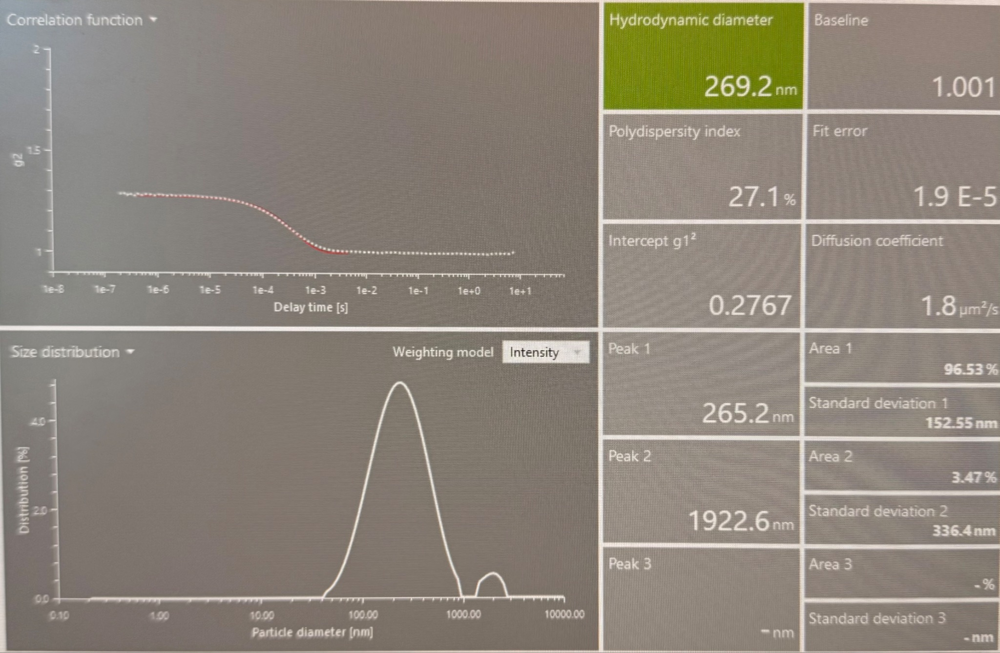 Correlation function
2
1.5
1
g2
1e-8 1e-7 1e-6 1e-5 1e-4 1e-3 1e-2 1e-1 1e+0 1e+1
Delay time [s]
Size distribution
Weighting model Intensity
4.0
2.0
0.0
Distribution [%]
0.10 1.00 10.00 100.00 1000.00 10000.00
Particle diameter [nm]
Hydrodynamic diameter
269.2 nm
Baseline
1.001
Polydispersity index
27.1 %
Fit error
1.9 E-5
Intercept g1²
0.2767
Diffusion coefficient
1.8 µm²/s
Peak 1
265.2 nm
Area 1
96.53 %
Standard deviation 1
152.55 nm
Peak 2
1922.6 nm
Area 2
3.47 %
Standard deviation 2
336.4 nm
Peak 3
– nm
Area 3
- %
Standard deviation 3
- nm